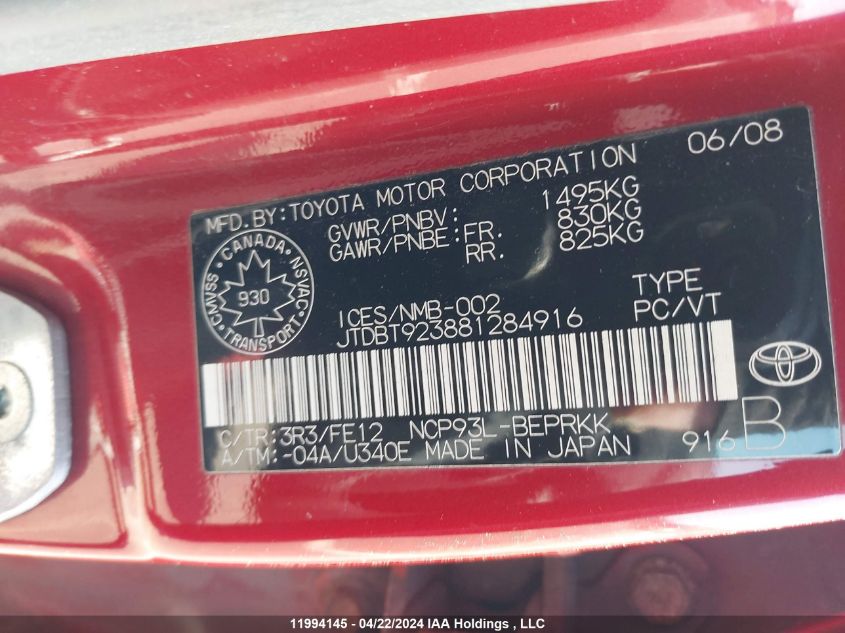 06/08
MFD.BY:TOYOTA MOTOR CORPORATION
GVWR/PNBV: 1495KG
GAWR/PNBE: FR. 830KG
RR. 825KG
CANADA
CMVSS 930 NSVAC
TRANSPORT
ICES/NMB-002 TYPE
JTDBT923881284916 PC/VT
C/TR:3R3/FE12 NCP93L-BEPRKK
A/TM:-04A/U340E MADE IN JAPAN 916 B
11994145 - 04/22/2024 IAA Holdings , LLC